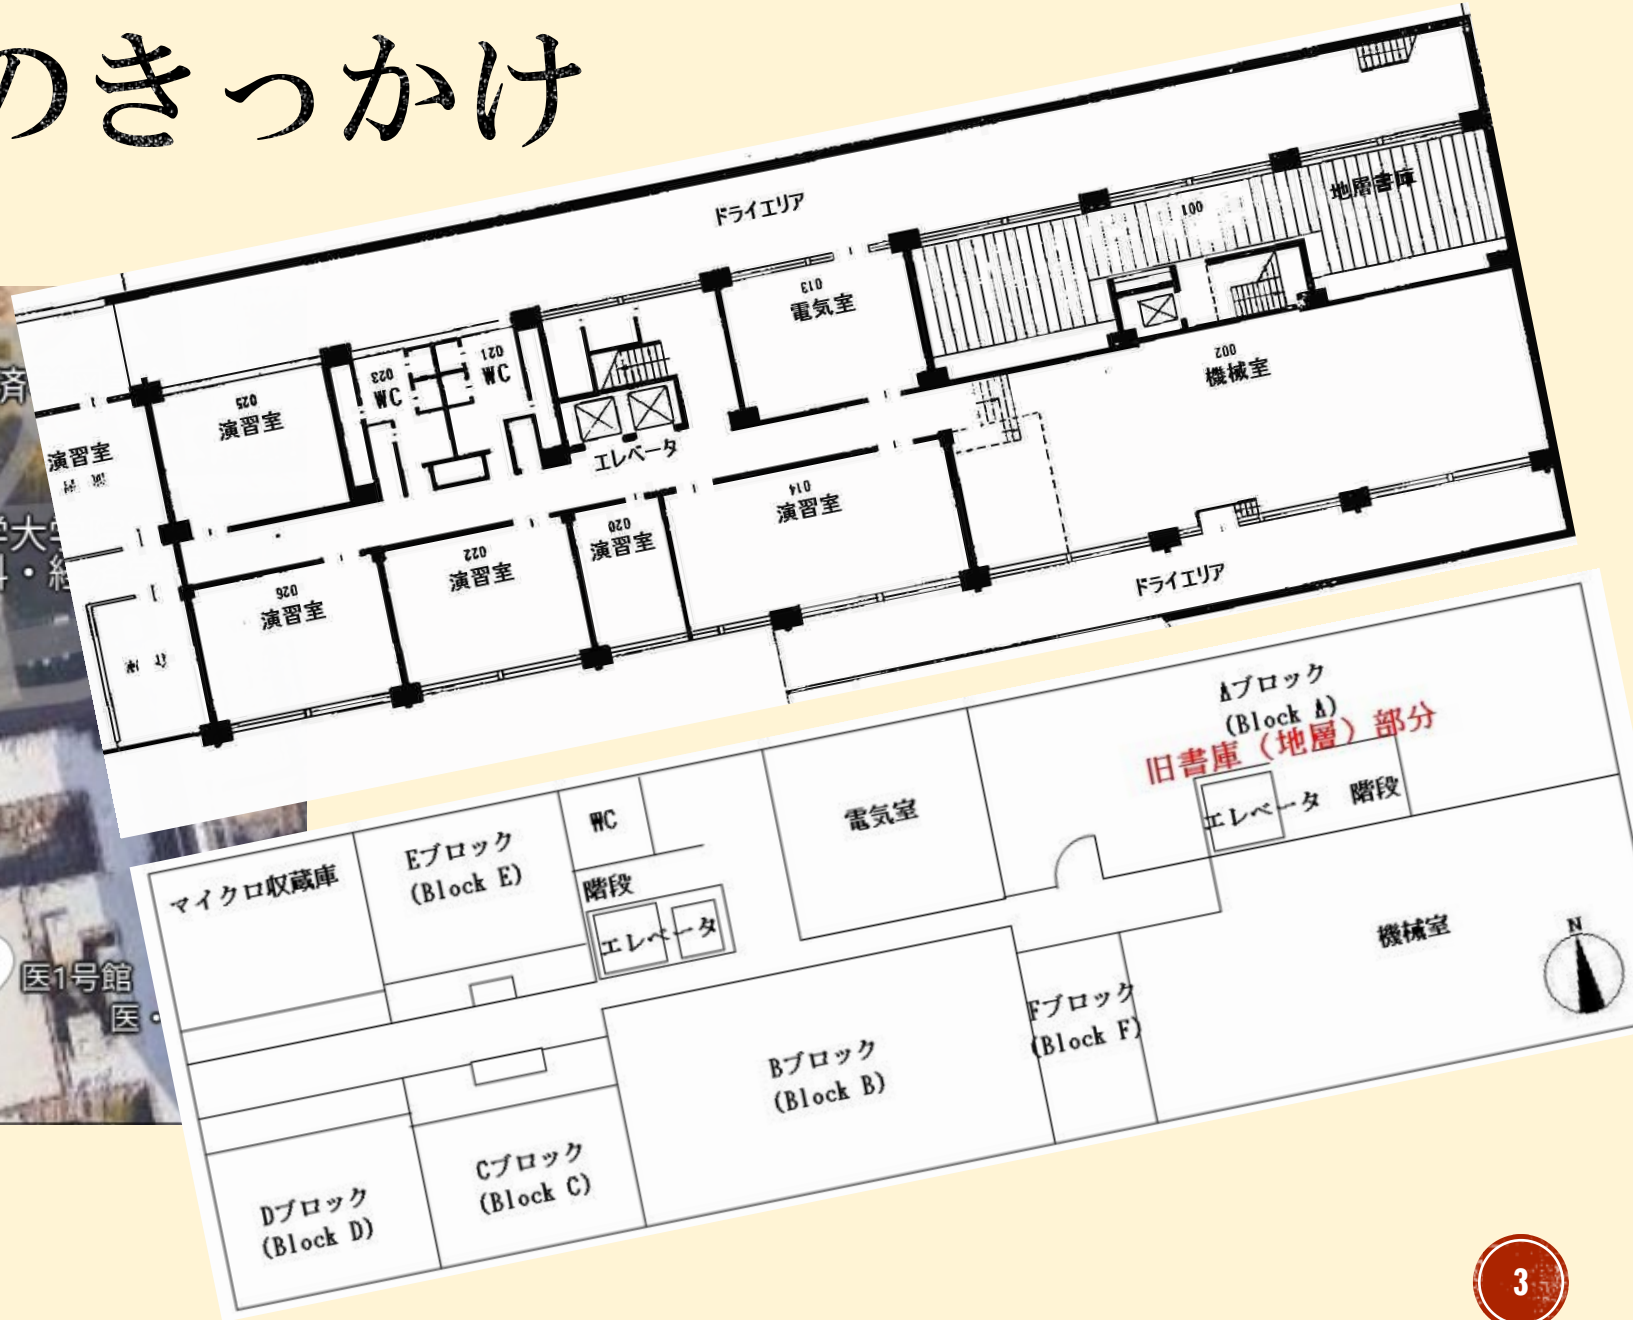 のきっかけ
ドライエリア
地層書庫
001
013
電気室
021
WC
023
WC
025
演習室
演習室
エレベータ
002
機械室
014
演習室
020
演習室
022
演習室
026
演習室
ドライエリア
済
学大学
医1号館
医・
Aブロック
(Block A)
旧書庫（地層）部分
エレベータ
階段
電気室
WC
Eブロック
(Block E)
マイクロ収蔵庫
階段
エレベータ
機械室
N
Fブロック
(Block F)
Bブロック
(Block B)
Cブロック
(Block C)
Dブロック
(Block D)
3